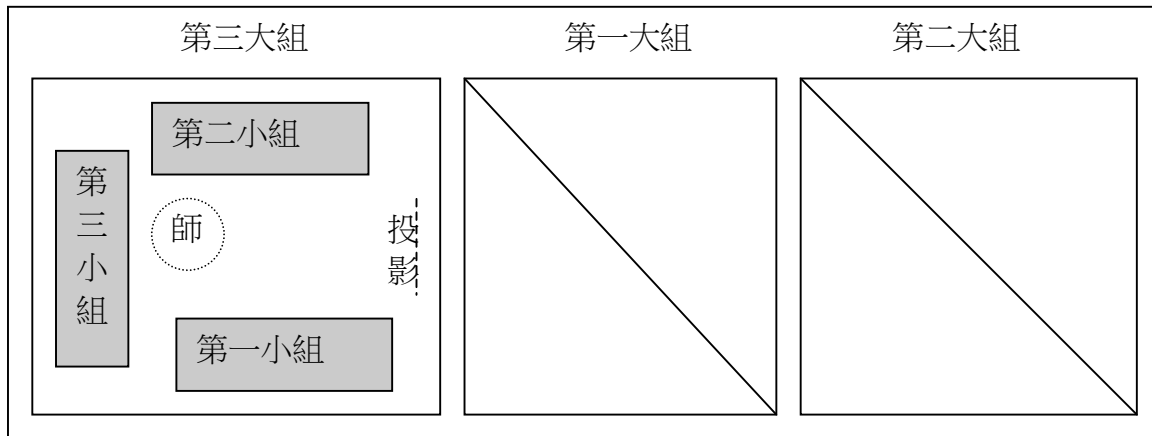 第三大組
第一大組
第二大組
第二小組
第三小組
師
投影
第一小組